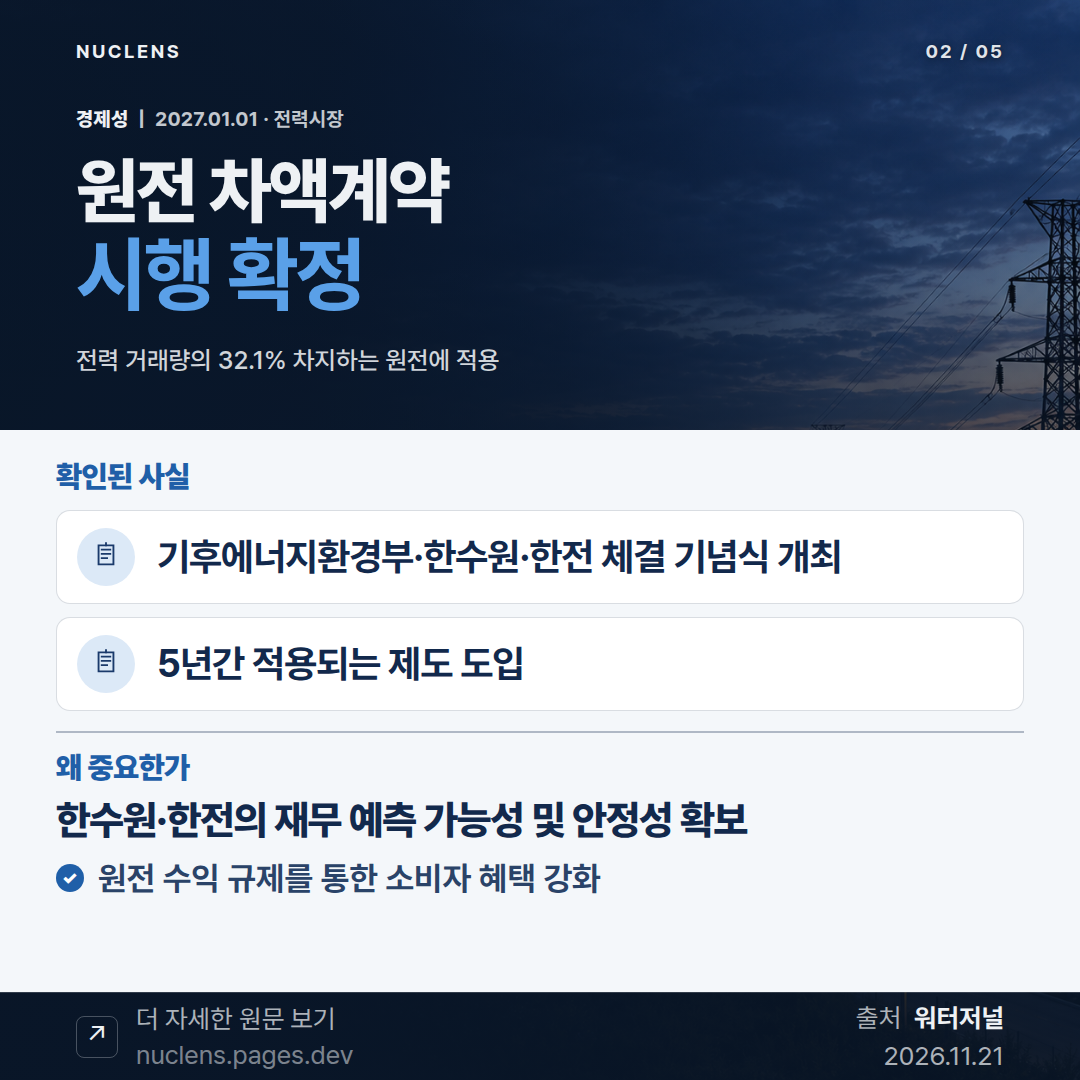 NUCLENS
02 / 05
경제성 | 2027.01.01 · 전력시장
원전 차액계약
시행 확정
전력 거래량의 32.1% 차지하는 원전에 적용
확인된 사실
기후에너지환경부·한수원·한전 체결 기념식 개최
5년간 적용되는 제도 도입
왜 중요한가
한수원·한전의 재무 예측 가능성 및 안정성 확보
원전 수익 규제를 통한 소비자 혜택 강화
더 자세한 원문 보기
nuclens.pages.dev
출처 워터저널
2026.11.21